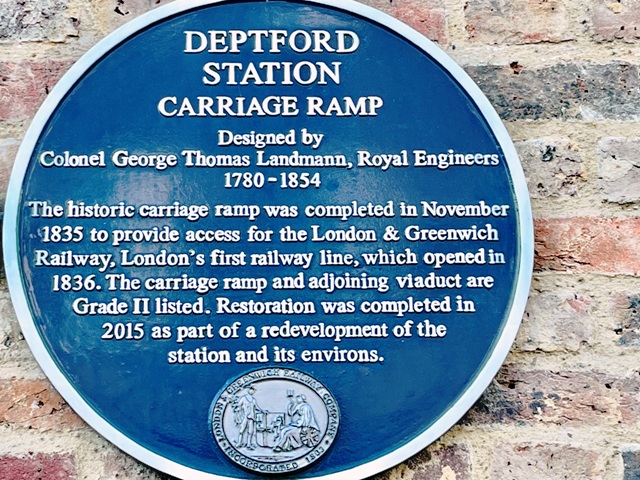 DEPTFORD
STATION
CARRIAGE RAMP
Designed by
Colonel George Thomas Landmann, Royal Engineers
1780-1854
The historic carriage ramp was completed in November
1835 to provide access for the London & Greenwich
Railway, London's first railway line, which opened in
1836. The carriage ramp and adjoining viaduct are
Grade II listed. Restoration was completed in
2015 as part of a redevelopment of the
station and its environs.
LONDON & GREENWICH RAILWAY COMPANY
INCORPORATED